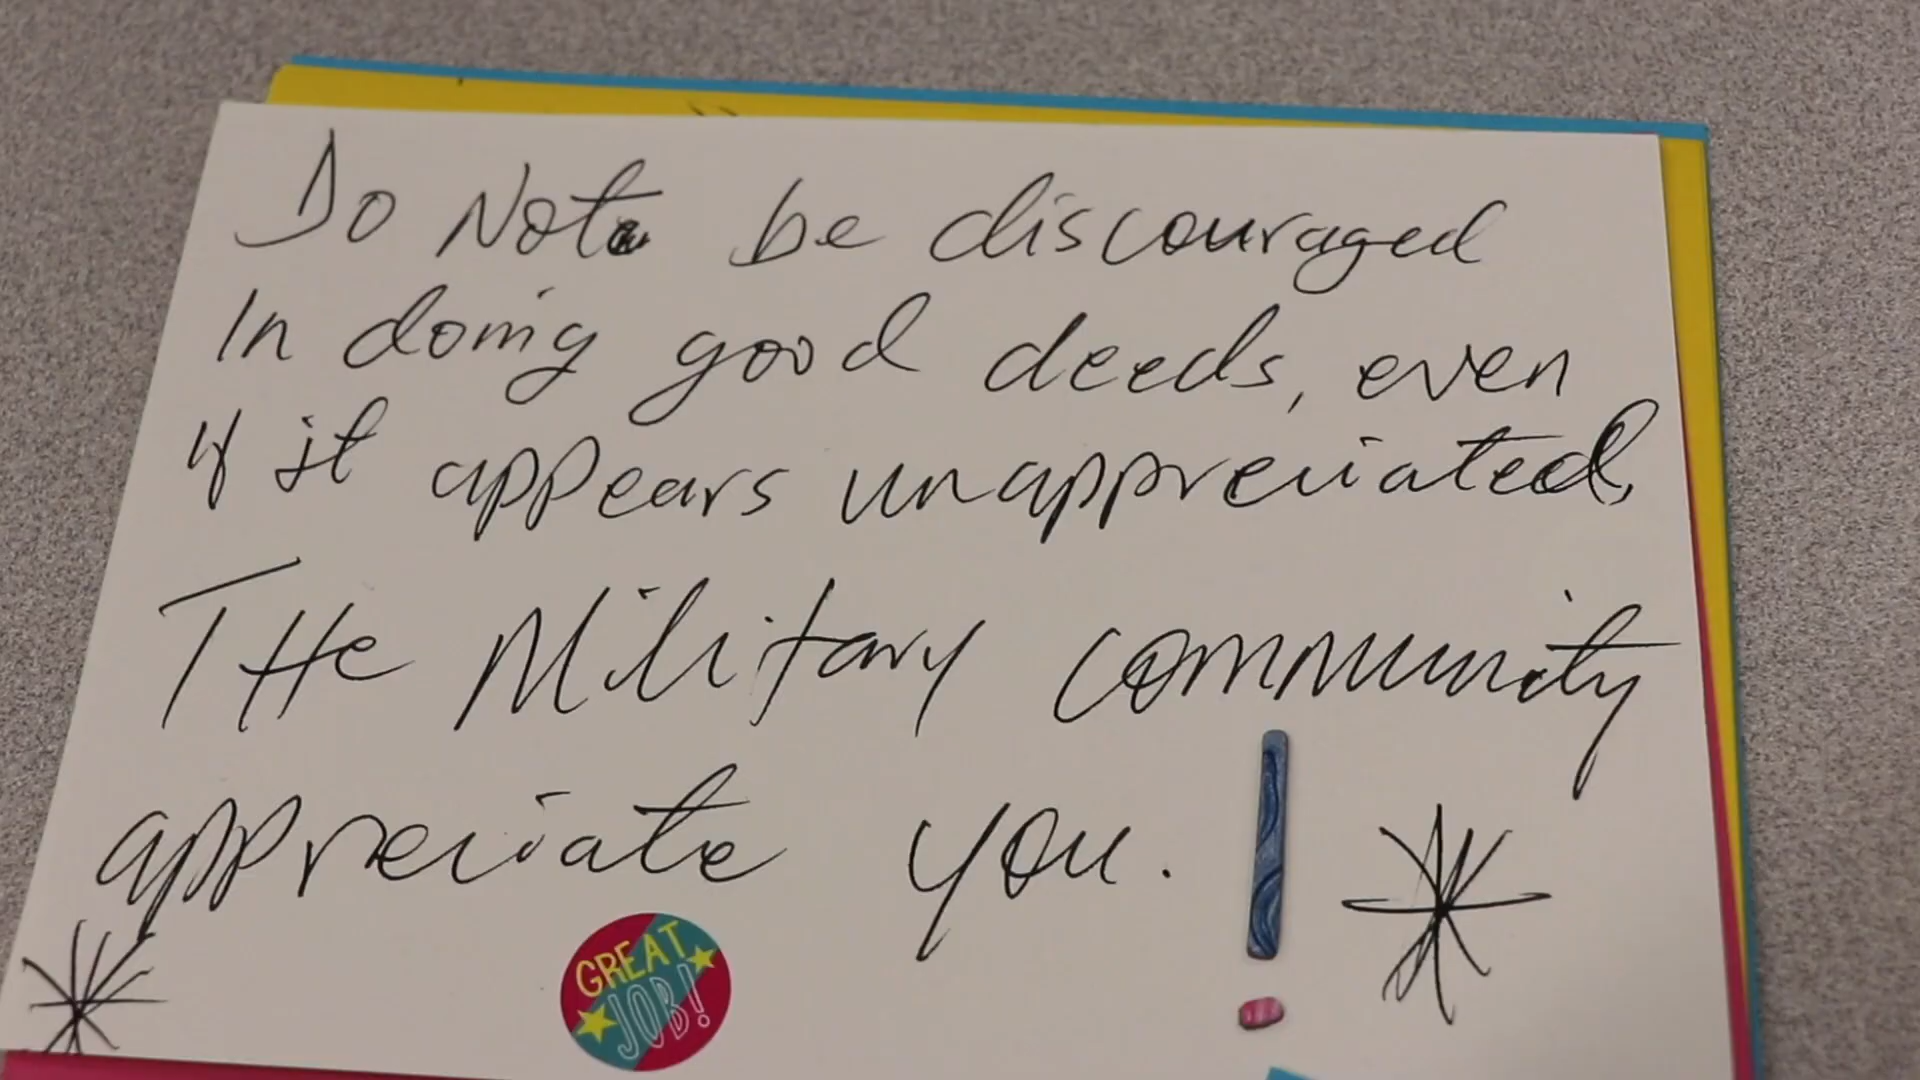 Do Not be discouraged
In doing good deeds, even
if it appears unappreciated,
THe Military community
appreciate you.!
GREAT
JOB!